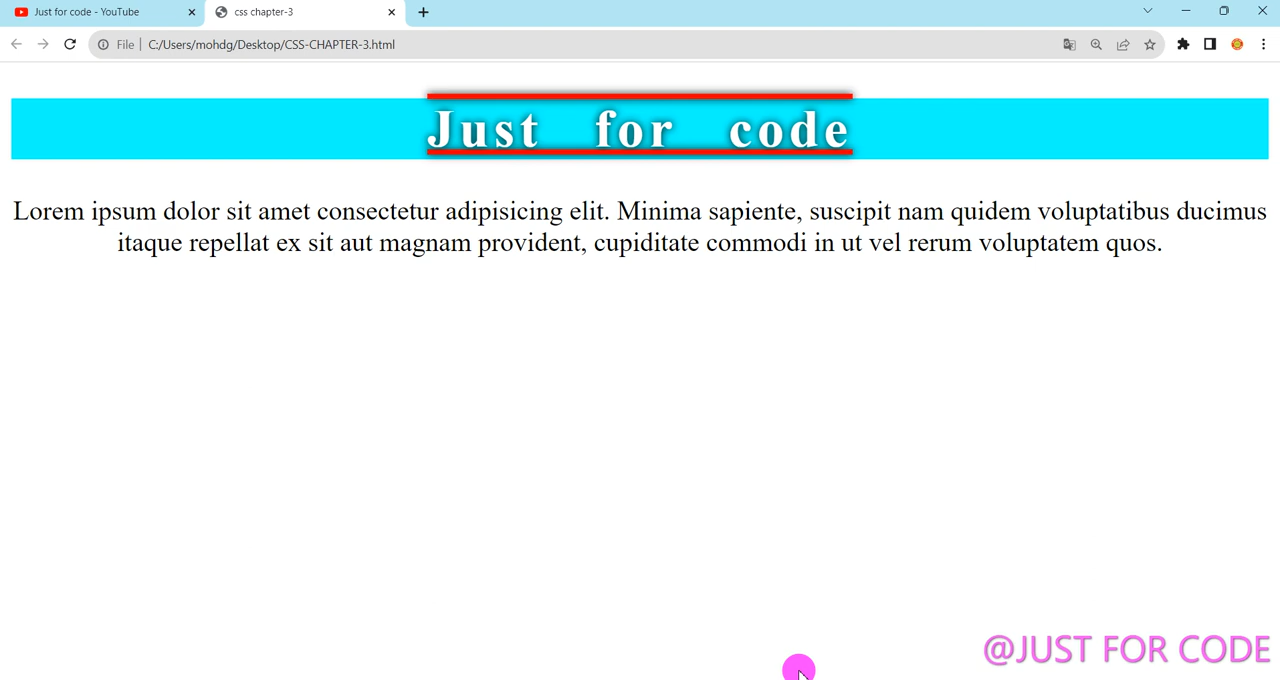 Just for code - YouTube
css chapter-3
File
C:/Users/mohdg/Desktop/CSS-CHAPTER-3.html
Just for code
Lorem ipsum dolor sit amet consectetur adipisicing elit. Minima sapiente, suscipit nam quidem voluptatibus ducimus
itaque repellat ex sit aut magnam provident, cupiditate commodi in ut vel rerum voluptatem quos.
@JUST FOR CODE